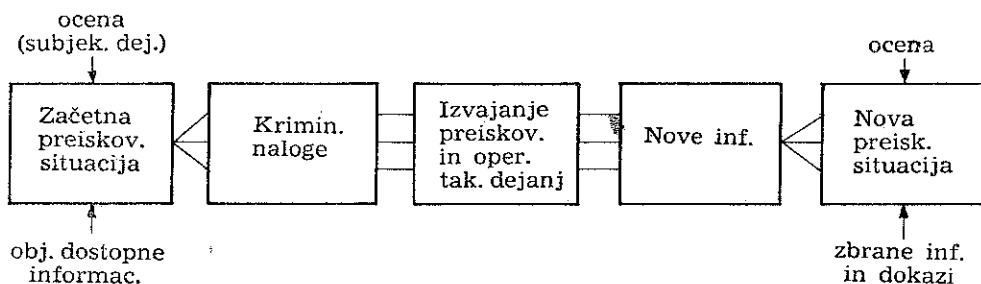 ocena
(subjek. dej.)
Začetna
preiskov.
situacija
obj. dostopne
informac.
Krimin.
naloge
Izvajanje
preiskov.
in oper.
tak. dejanj
Nove inf.
ocena
Nova
preisk.
situacija
zbrane inf.
in dokazi